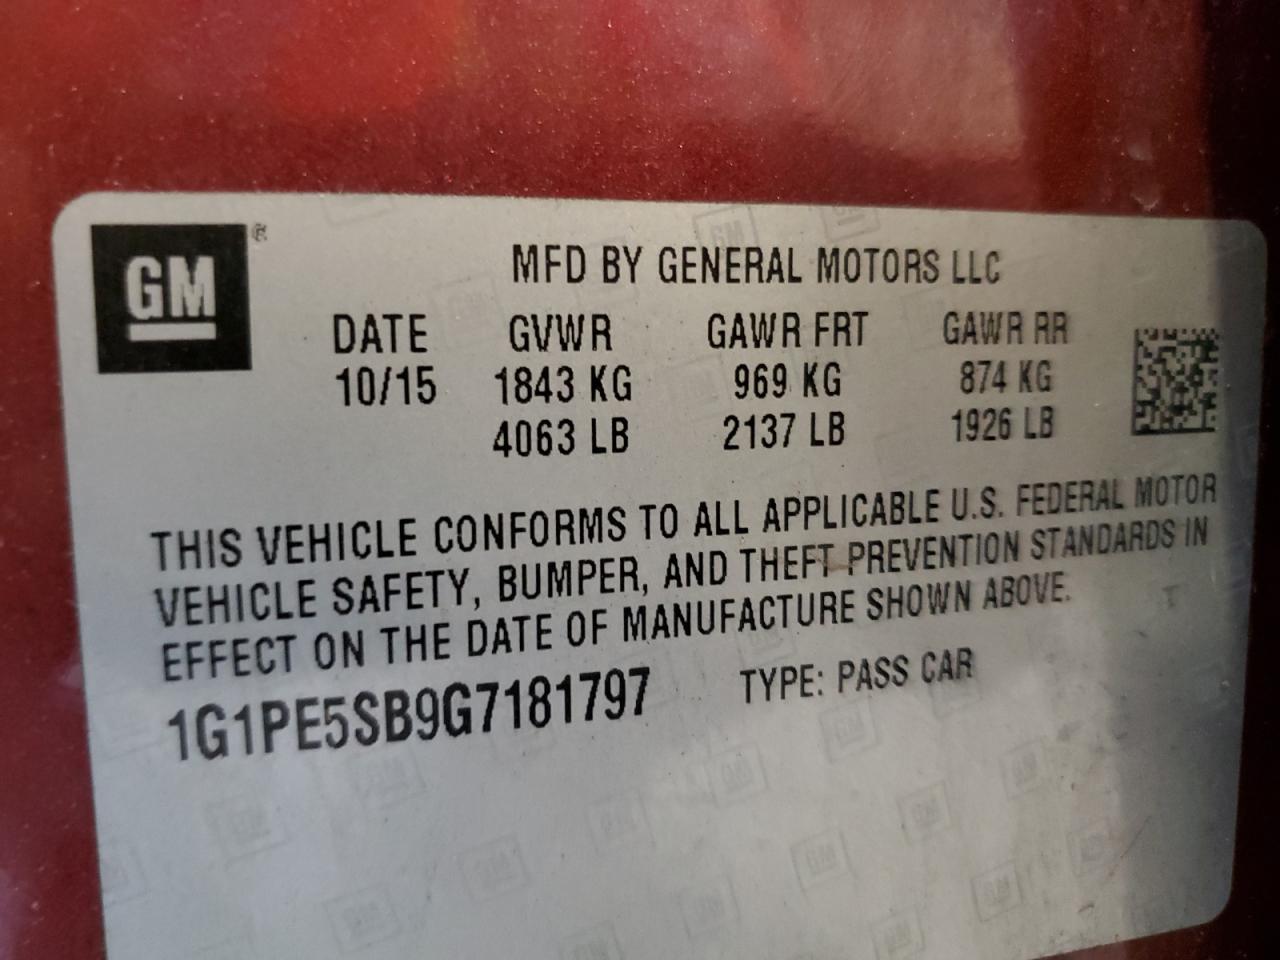 GM®
MFD BY GENERAL MOTORS LLC
DATE GVWR GAWR FRT GAWR RR
10/15 1843 KG 969 KG 874 KG
4063 LB 2137 LB 1926 LB
THIS VEHICLE CONFORMS TO ALL APPLICABLE U.S. FEDERAL MOTOR
VEHICLE SAFETY, BUMPER, AND THEFT PREVENTION STANDARDS IN
EFFECT ON THE DATE OF MANUFACTURE SHOWN ABOVE.
1G1PE5SB9G7181797 TYPE: PASS CAR